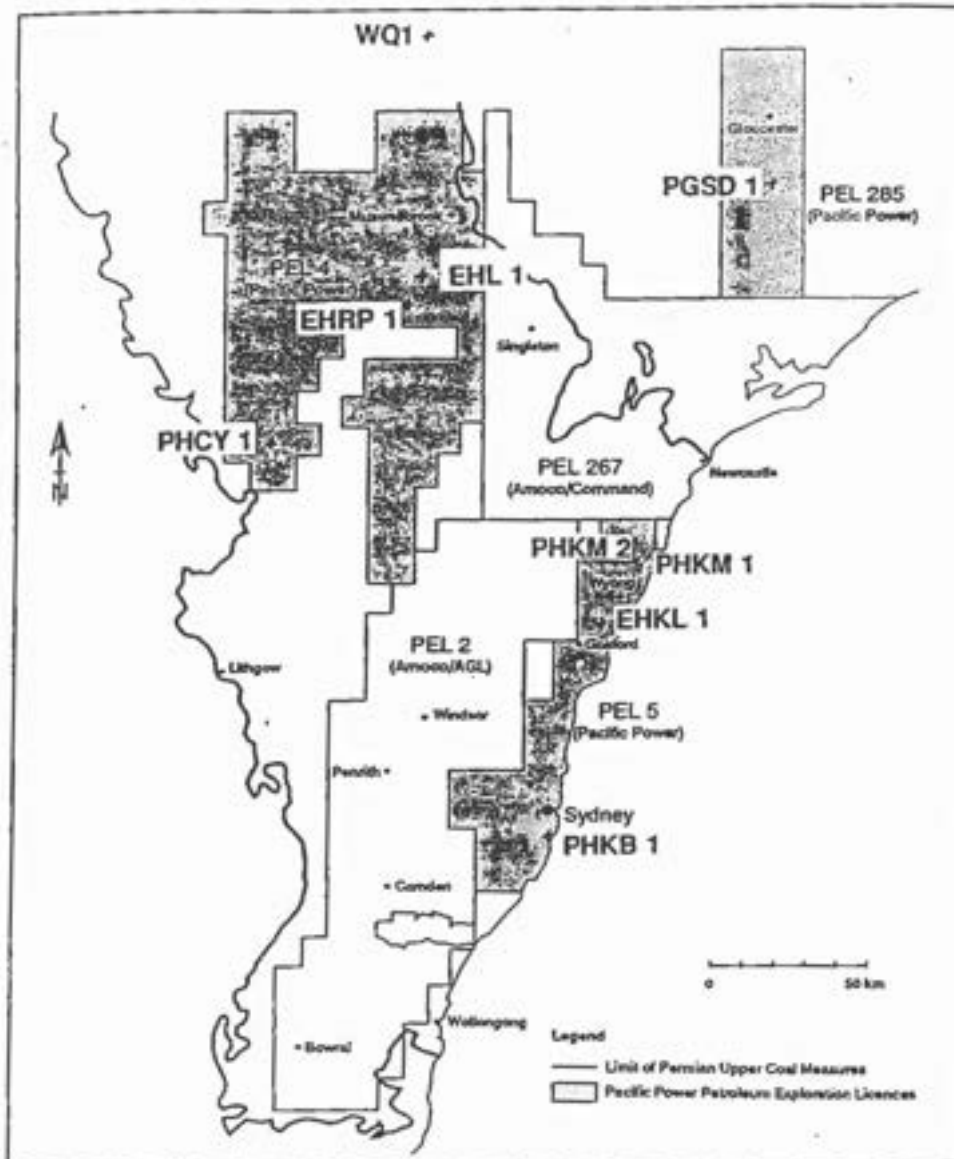 WQ1
Gloucester
PGSD 1
PEL 285
(Pacific Power)
Muswellbrook
PEL 4
(Pacific Power)
EHL 1
EHRP 1
Singleton
PHCY 1
N
PEL 267
(Amoco/Command)
Newcastle
PHKM 2
PHKM 1
Wyong
EHKL 1
Gosford
PEL 2
(Amoco/AGL)
Lithgow
PEL 5
(Pacific Power)
Windsor
Penrith
Sydney
PHKB 1
Camden
0 50 km
Wollongong
Bowral
Legend
Limit of Permian Upper Coal Measures
Pacific Power Petroleum Exploration Licences